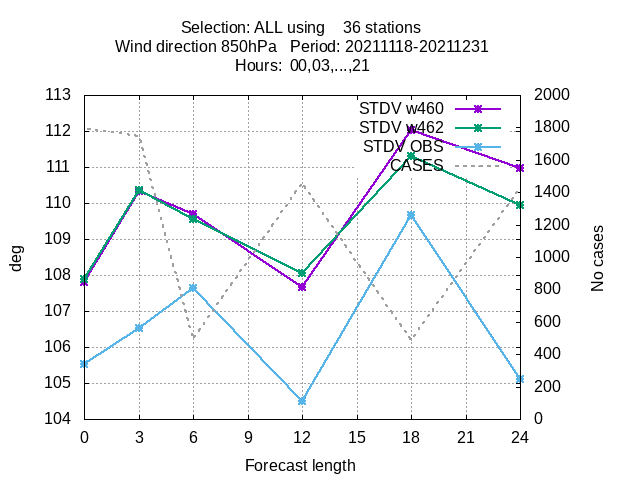 Selection: ALL using 36 stations
Wind direction 850hPa Period: 20211118-20211231
Hours: 00,03,...,21
113
112
111
110
109
108
107
106
105
104
deg
2000
1800
1600
1400
1200
1000
800
600
400
200
0
No cases
STDV w460
STDV w462
STDV OBS
CASES
0 3 6 9 12 15 18 21 24
Forecast length